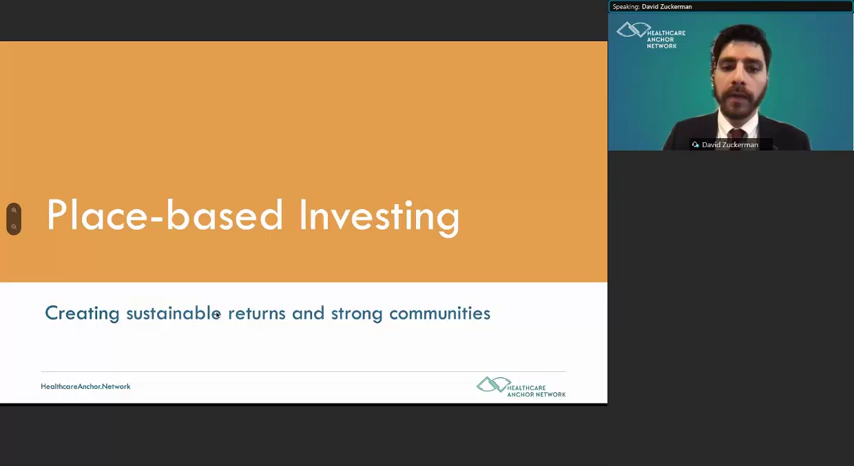 Speaking: David Zuckerman
HEALTHCARE
ANCHOR
NETWORK
David Zuckerman
Place-based Investing
Creating sustainable returns and strong communities
HealthcareAnchor.Network
HEALTHCARE
ANCHOR NETWORK